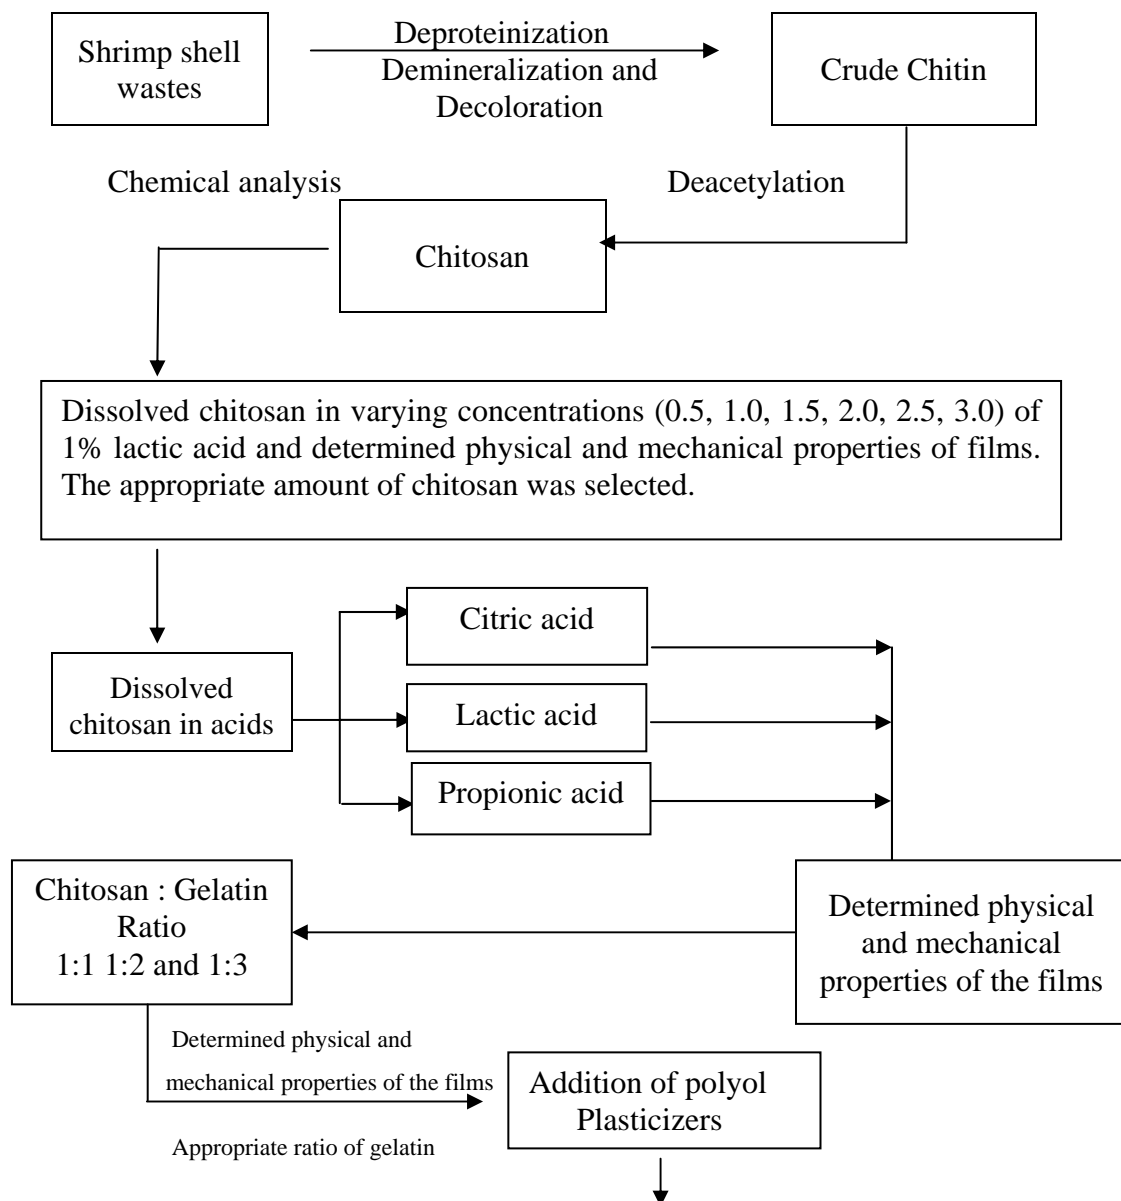 Shrimp shell
wastes
Deproteinization
Demineralization and
Decoloration
Crude Chitin
Chemical analysis
Deacetylation
Chitosan
Dissolved chitosan in varying concentrations (0.5, 1.0, 1.5, 2.0, 2.5, 3.0) of
1% lactic acid and determined physical and mechanical properties of films.
The appropriate amount of chitosan was selected.
Dissolved
chitosan in acids
Citric acid
Lactic acid
Propionic acid
Determined physical
and mechanical
properties of the films
Chitosan : Gelatin
Ratio
1:1 1:2 and 1:3
Determined physical and
mechanical properties of the films
Appropriate ratio of gelatin
Addition of polyol
Plasticizers